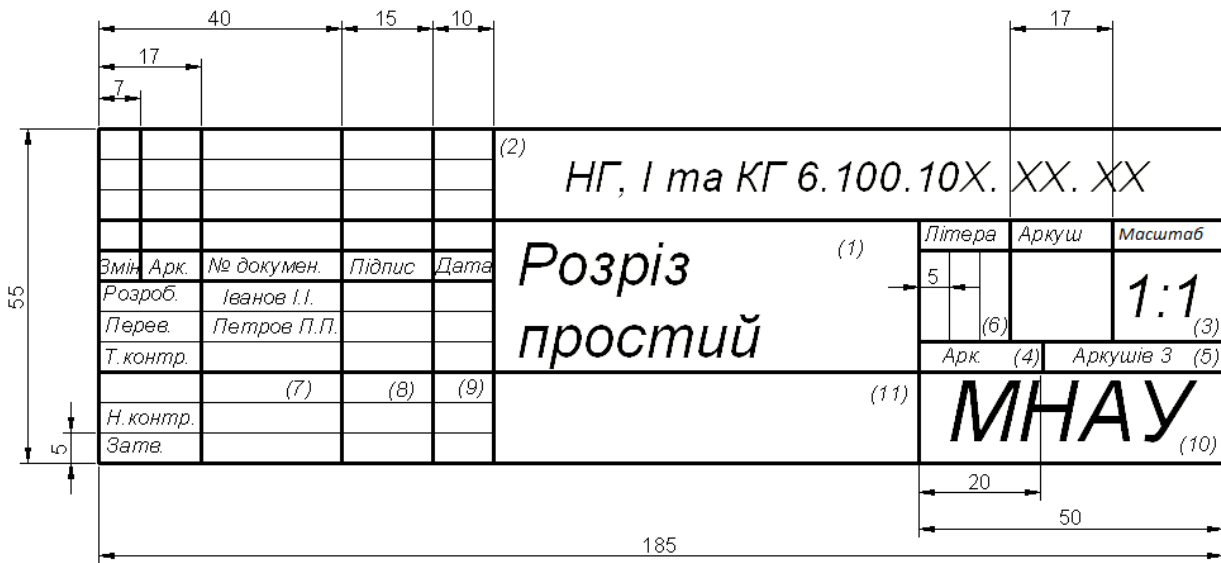 40 15 10 17
17
7
(2)
НГ, І та КГ 6.100.10Х. ХХ. ХХ
55
Розріз
простий
(1)
Літера Аркуш Масштаб
Змін Арк. № докумен. Підпис Дата
Розроб. Іванов І.І.
Перев. Петров П.П.
Т.контр.
5
(6)
1:1
(3)
Арк. (4) Аркушів 3 (5)
(7) (8) (9)
(11)
МНАУ
(10)
Н.контр.
Затв.
5
20
50
185